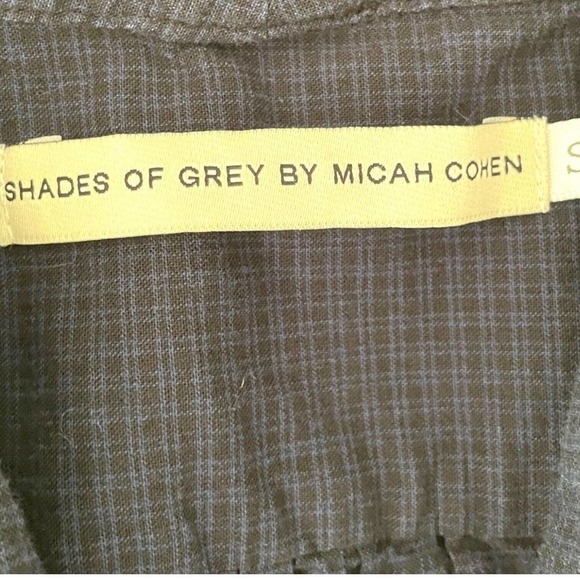 SHADES OF GREY BY MICAH COHEN
S